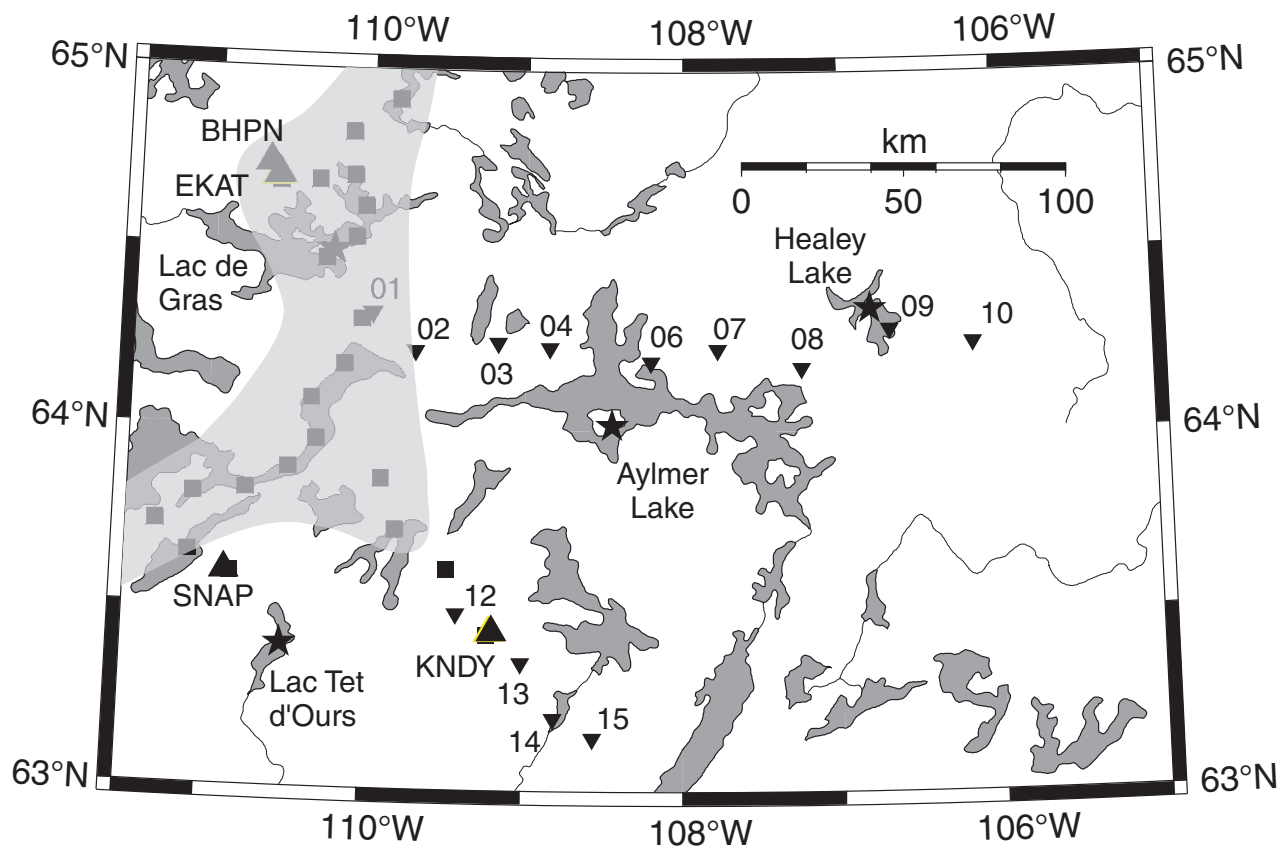 110°W
108°W
106°W
65°N
65°N
BHPN
EKAT
km
0
50
100
Healey
Lake
Lac de
Gras
01
02
03
04
06
07
08
09
10
64°N
64°N
Aylmer
Lake
SNAP
12
KNDY
13
Lac Tet
d'Ours
14
15
63°N
63°N
110°W
108°W
106°W